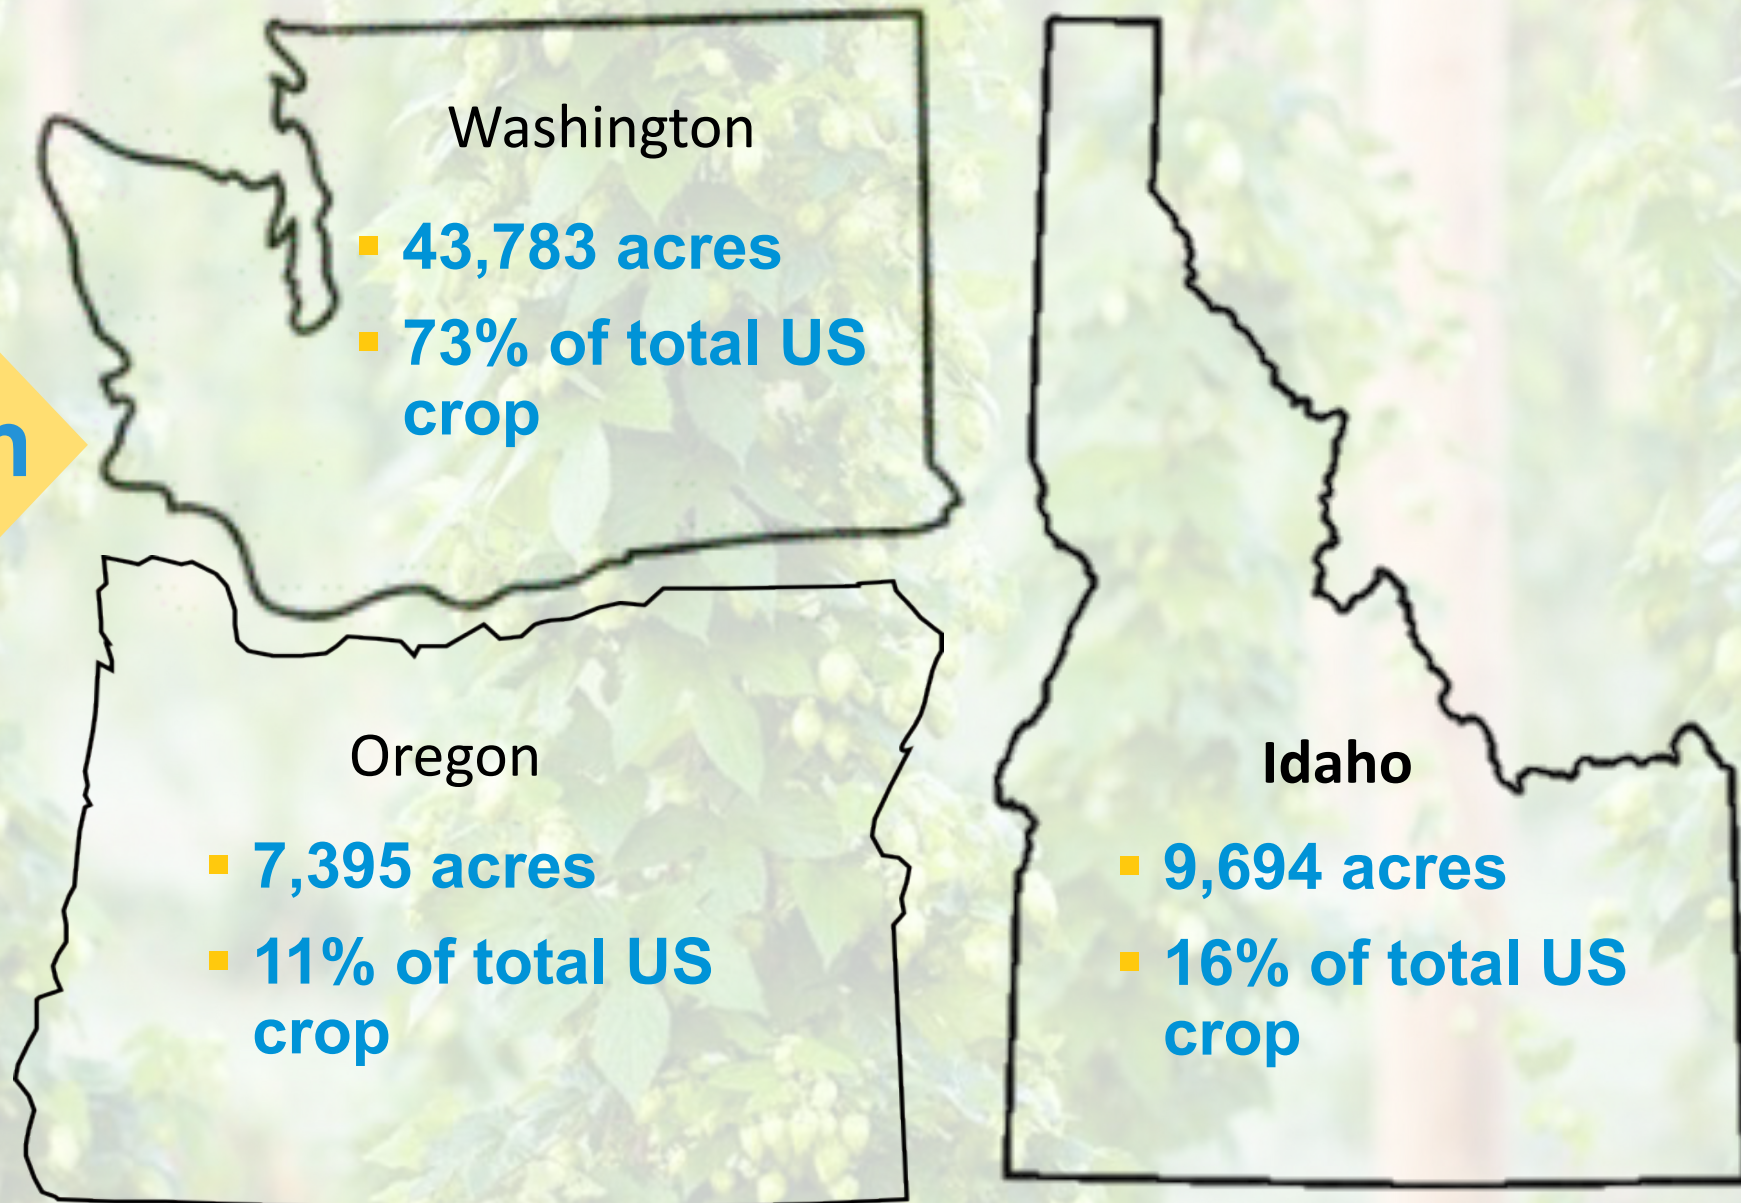 Washington
▪ 43,783 acres
▪ 73% of total US
crop
n
Oregon
▪ 7,395 acres
▪ 11% of total US
crop
Idaho
▪ 9,694 acres
▪ 16% of total US
crop